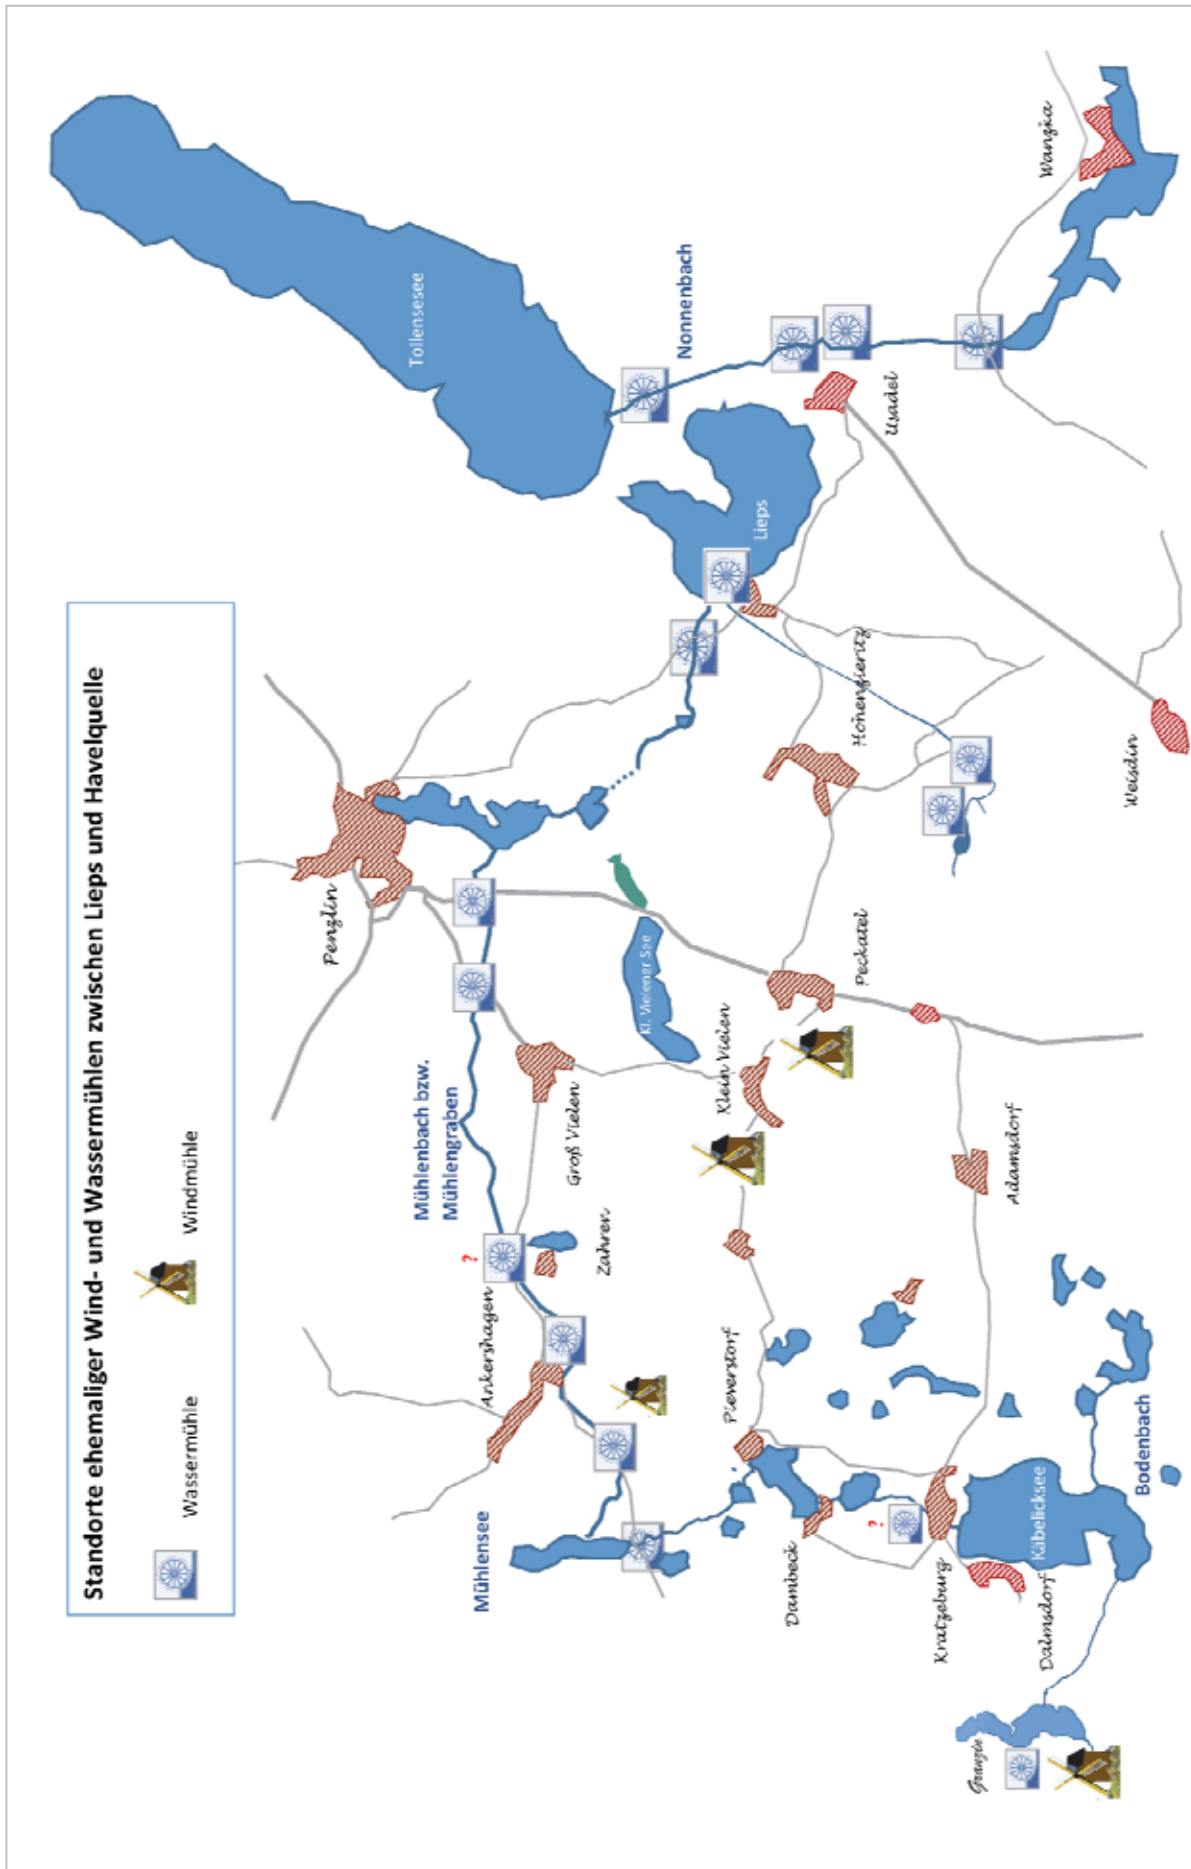 Standorte ehemaliger Wind- und Wassermühlen zwischen Lieps und Havelquelle
Wassermühle
Windmühle
Penzlin
Tollensesee
Mühlenbach bzw.
Mühlengraben
Nonnenbach
Mühlensee
Ankershagen
?
Zahren
Groß Vielen
Kl. Vielener See
Klein Vielen
Lieps
Usadel
Wanzka
Pieverstorf
Dambeck
?
Peckatel
Hohenzieritz
Granzin
Kratzeburg
Dalmsdorf
Käbelicksee
Bodenbach
Adamsdorf
Weisdin